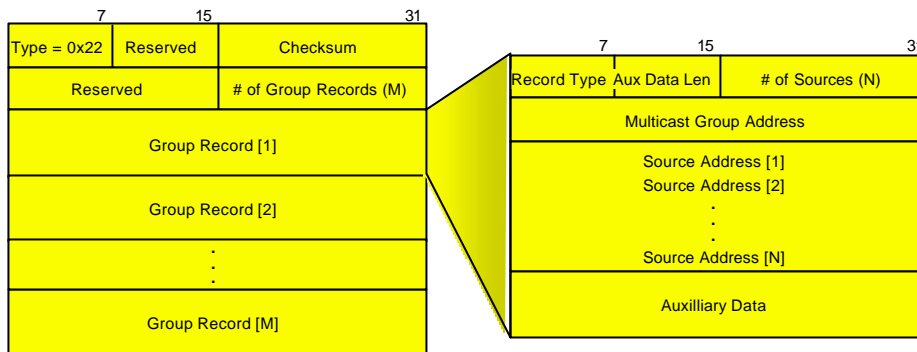 7 15 31
Type = 0x22 Reserved Checksum
Reserved # of Group Records (M)
Group Record [1]
Group Record [2]
.
.
.
Group Record [M]
7 15 31
Record Type Aux Data Len # of Sources (N)
Multicast Group Address
Source Address [1]
Source Address [2]
.
.
.
Source Address [N]
Auxilliary Data